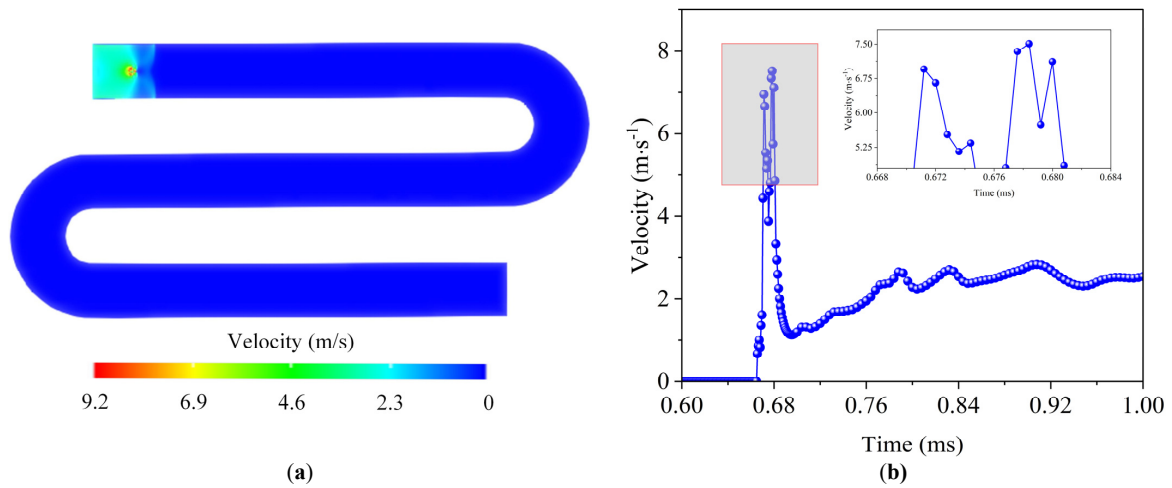 Velocity (m/s)
9.2 6.9 4.6 2.3 0
(a)
Velocity (m·s⁻¹)
8
6
4
2
0
0.60 0.68 0.76 0.84 0.92 1.00
Time (ms)
Velocity (m·s⁻¹)
7.50
6.75
6.00
5.25
0.668 0.672 0.676 0.680 0.684
Time (ms)
(b)